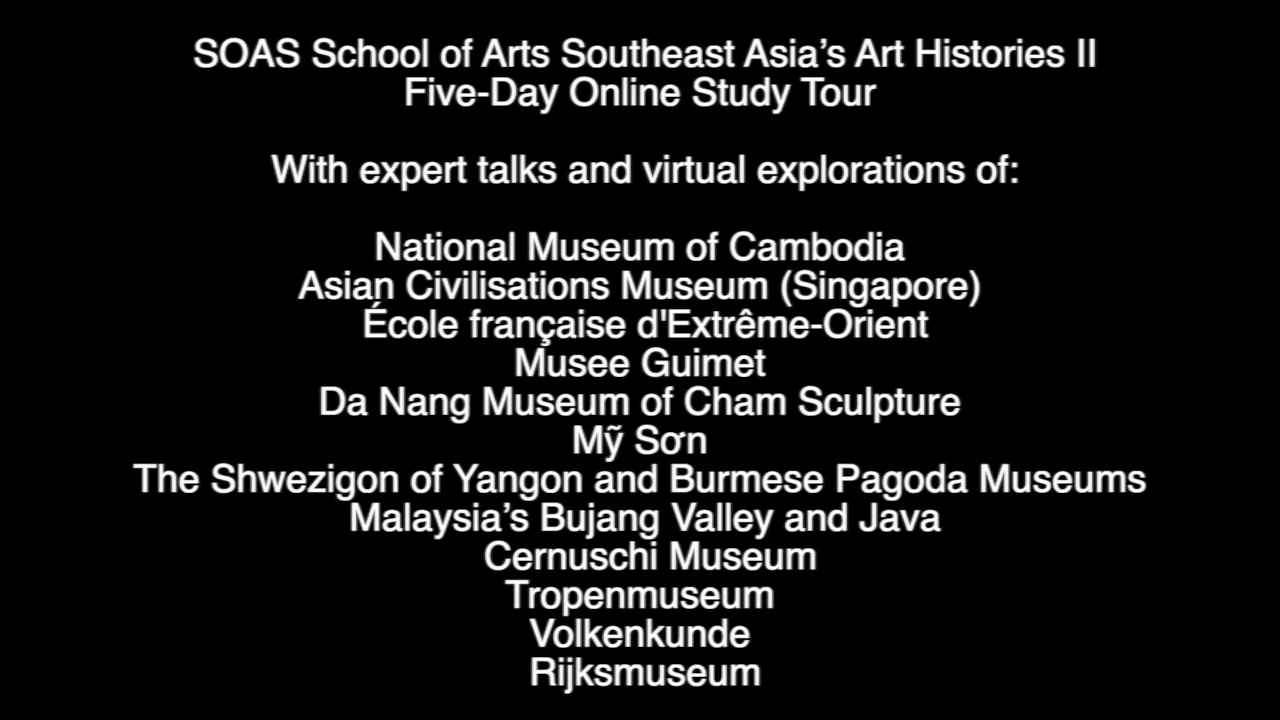 SOAS School of Arts Southeast Asia’s Art Histories II
Five-Day Online Study Tour
With expert talks and virtual explorations of:
National Museum of Cambodia
Asian Civilisations Museum (Singapore)
École française d'Extrême-Orient
Musee Guimet
Da Nang Museum of Cham Sculpture
Mỹ Sơn
The Shwezigon of Yangon and Burmese Pagoda Museums
Malaysia’s Bujang Valley and Java
Cernuschi Museum
Tropenmuseum
Volkenkunde
Rijksmuseum